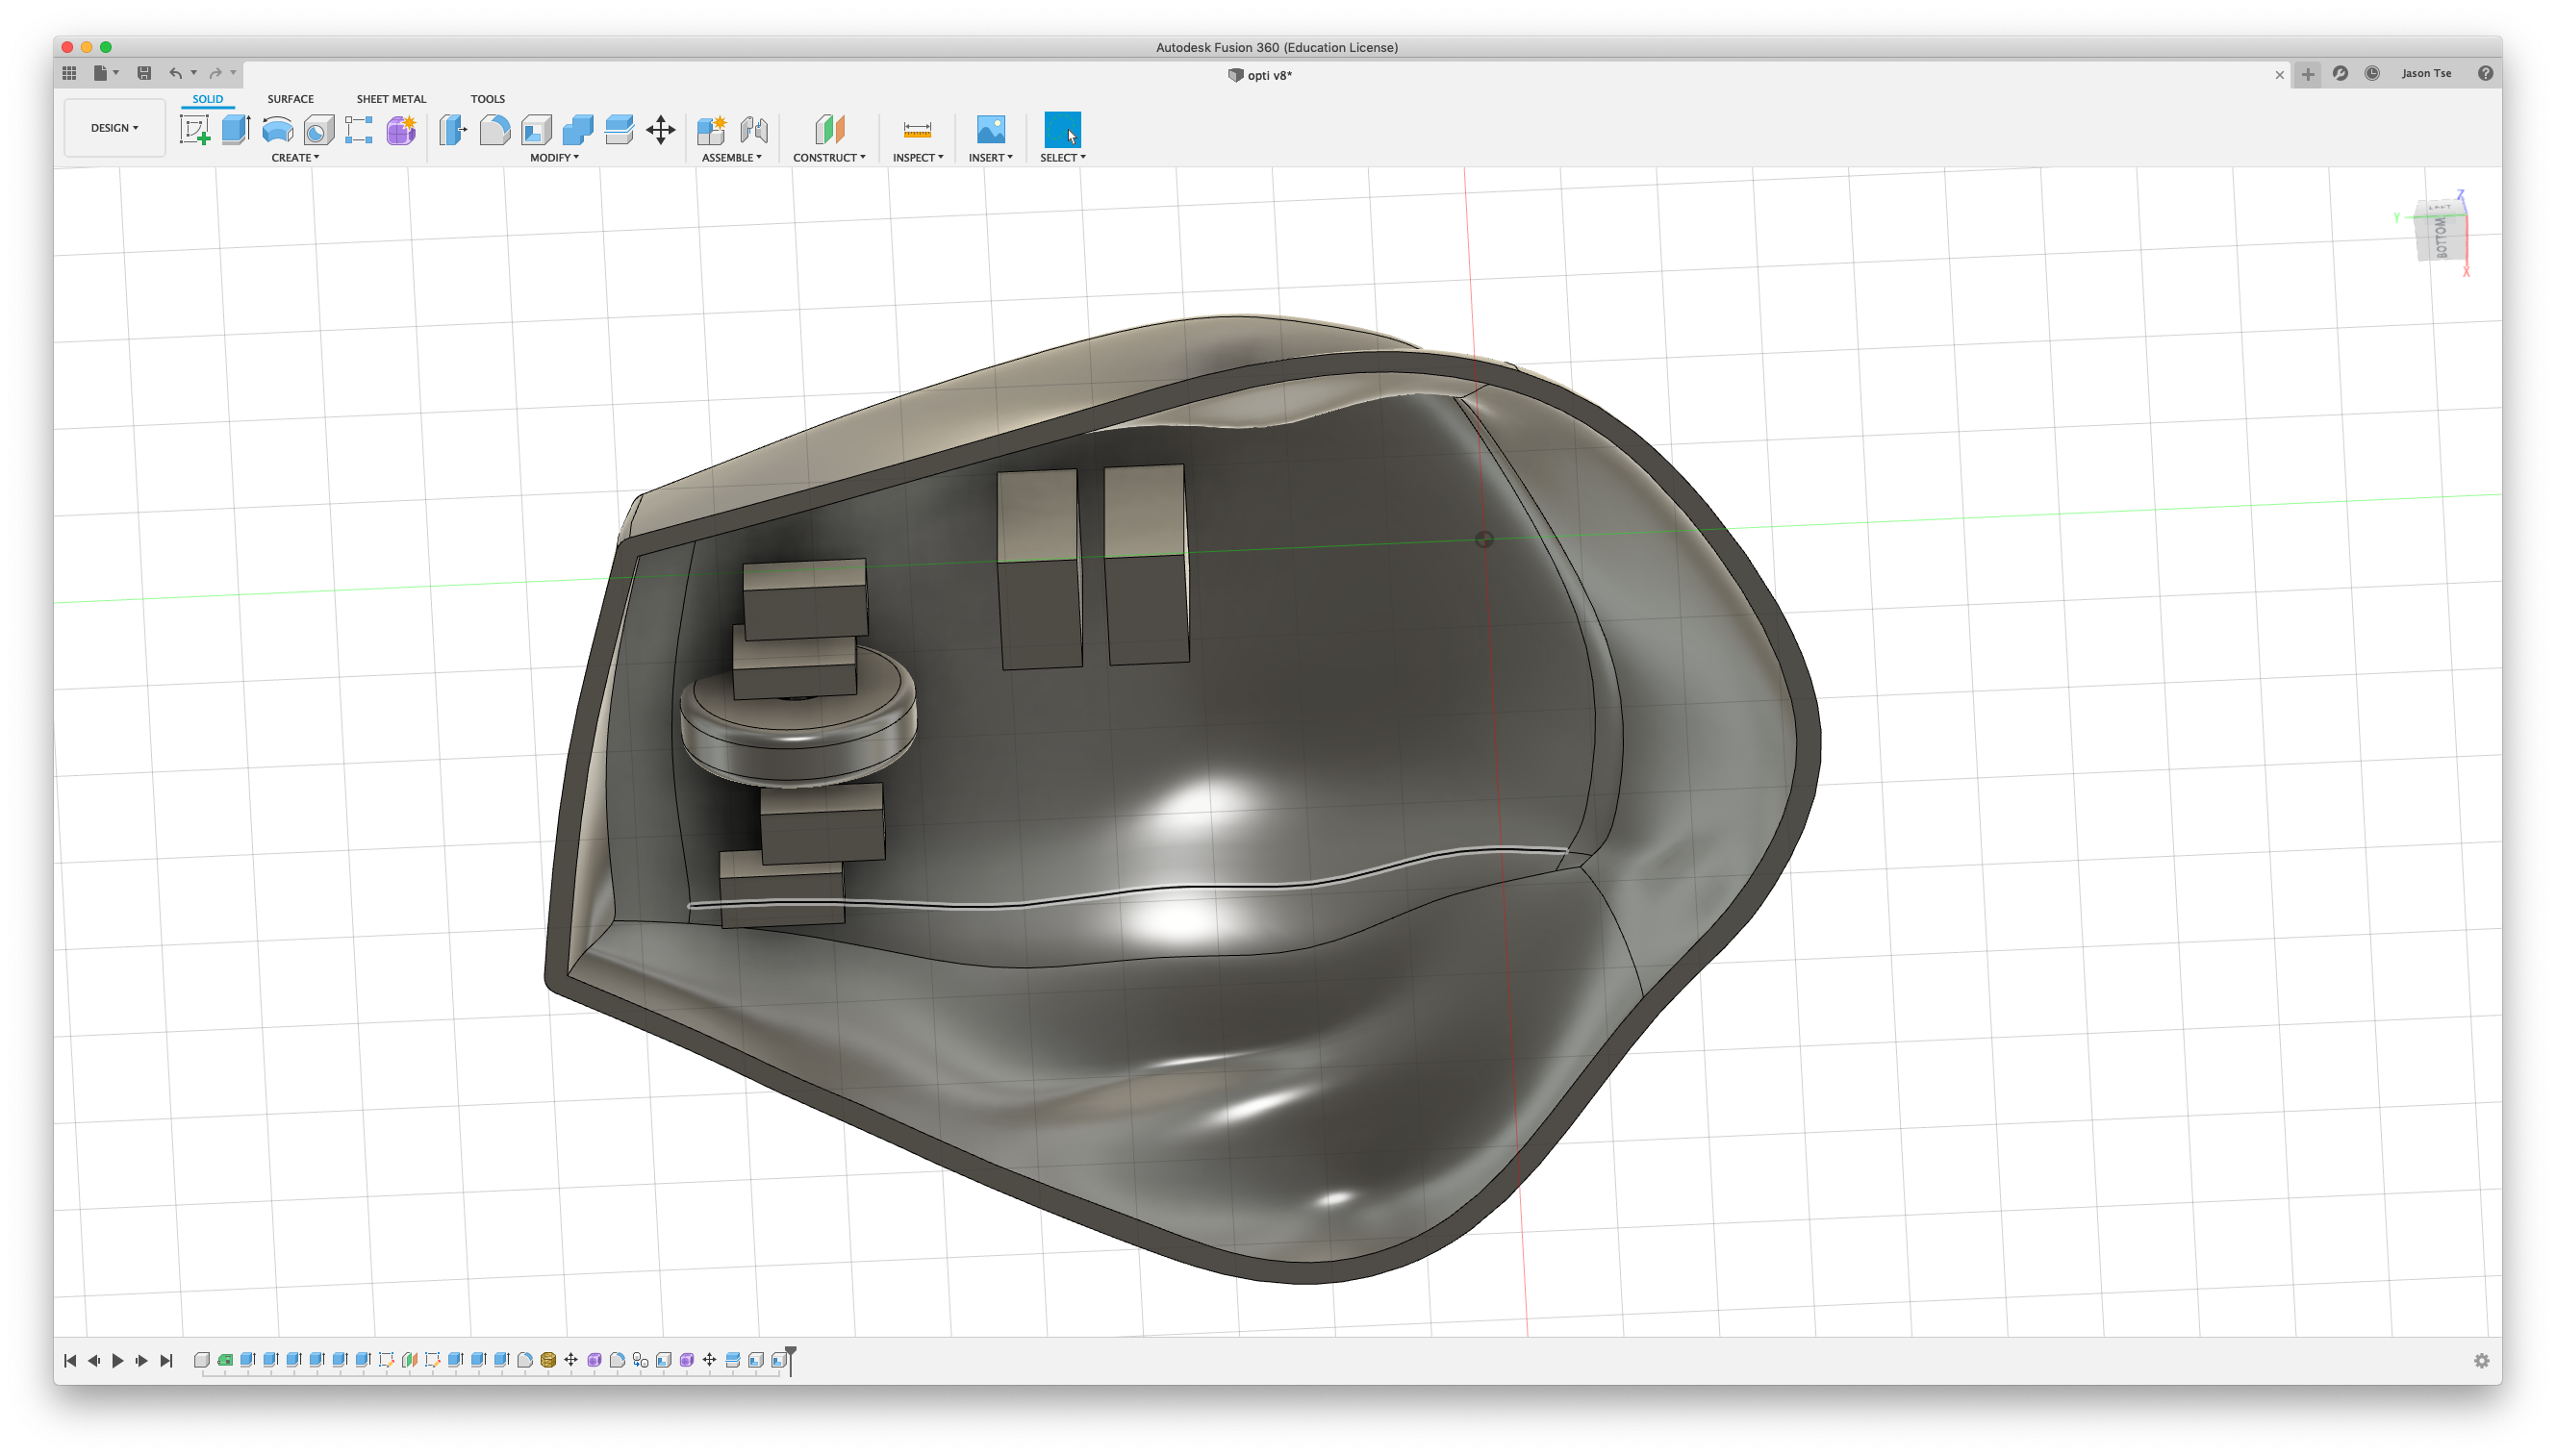 Autodesk Fusion 360 (Education License)
opti v8*
Jason Tse
SOLID SURFACE SHEET METAL TOOLS
DESIGN
CREATE MODIFY ASSEMBLE CONSTRUCT INSPECT INSERT SELECT
Z
LEFT
Y
BOTTOM
X